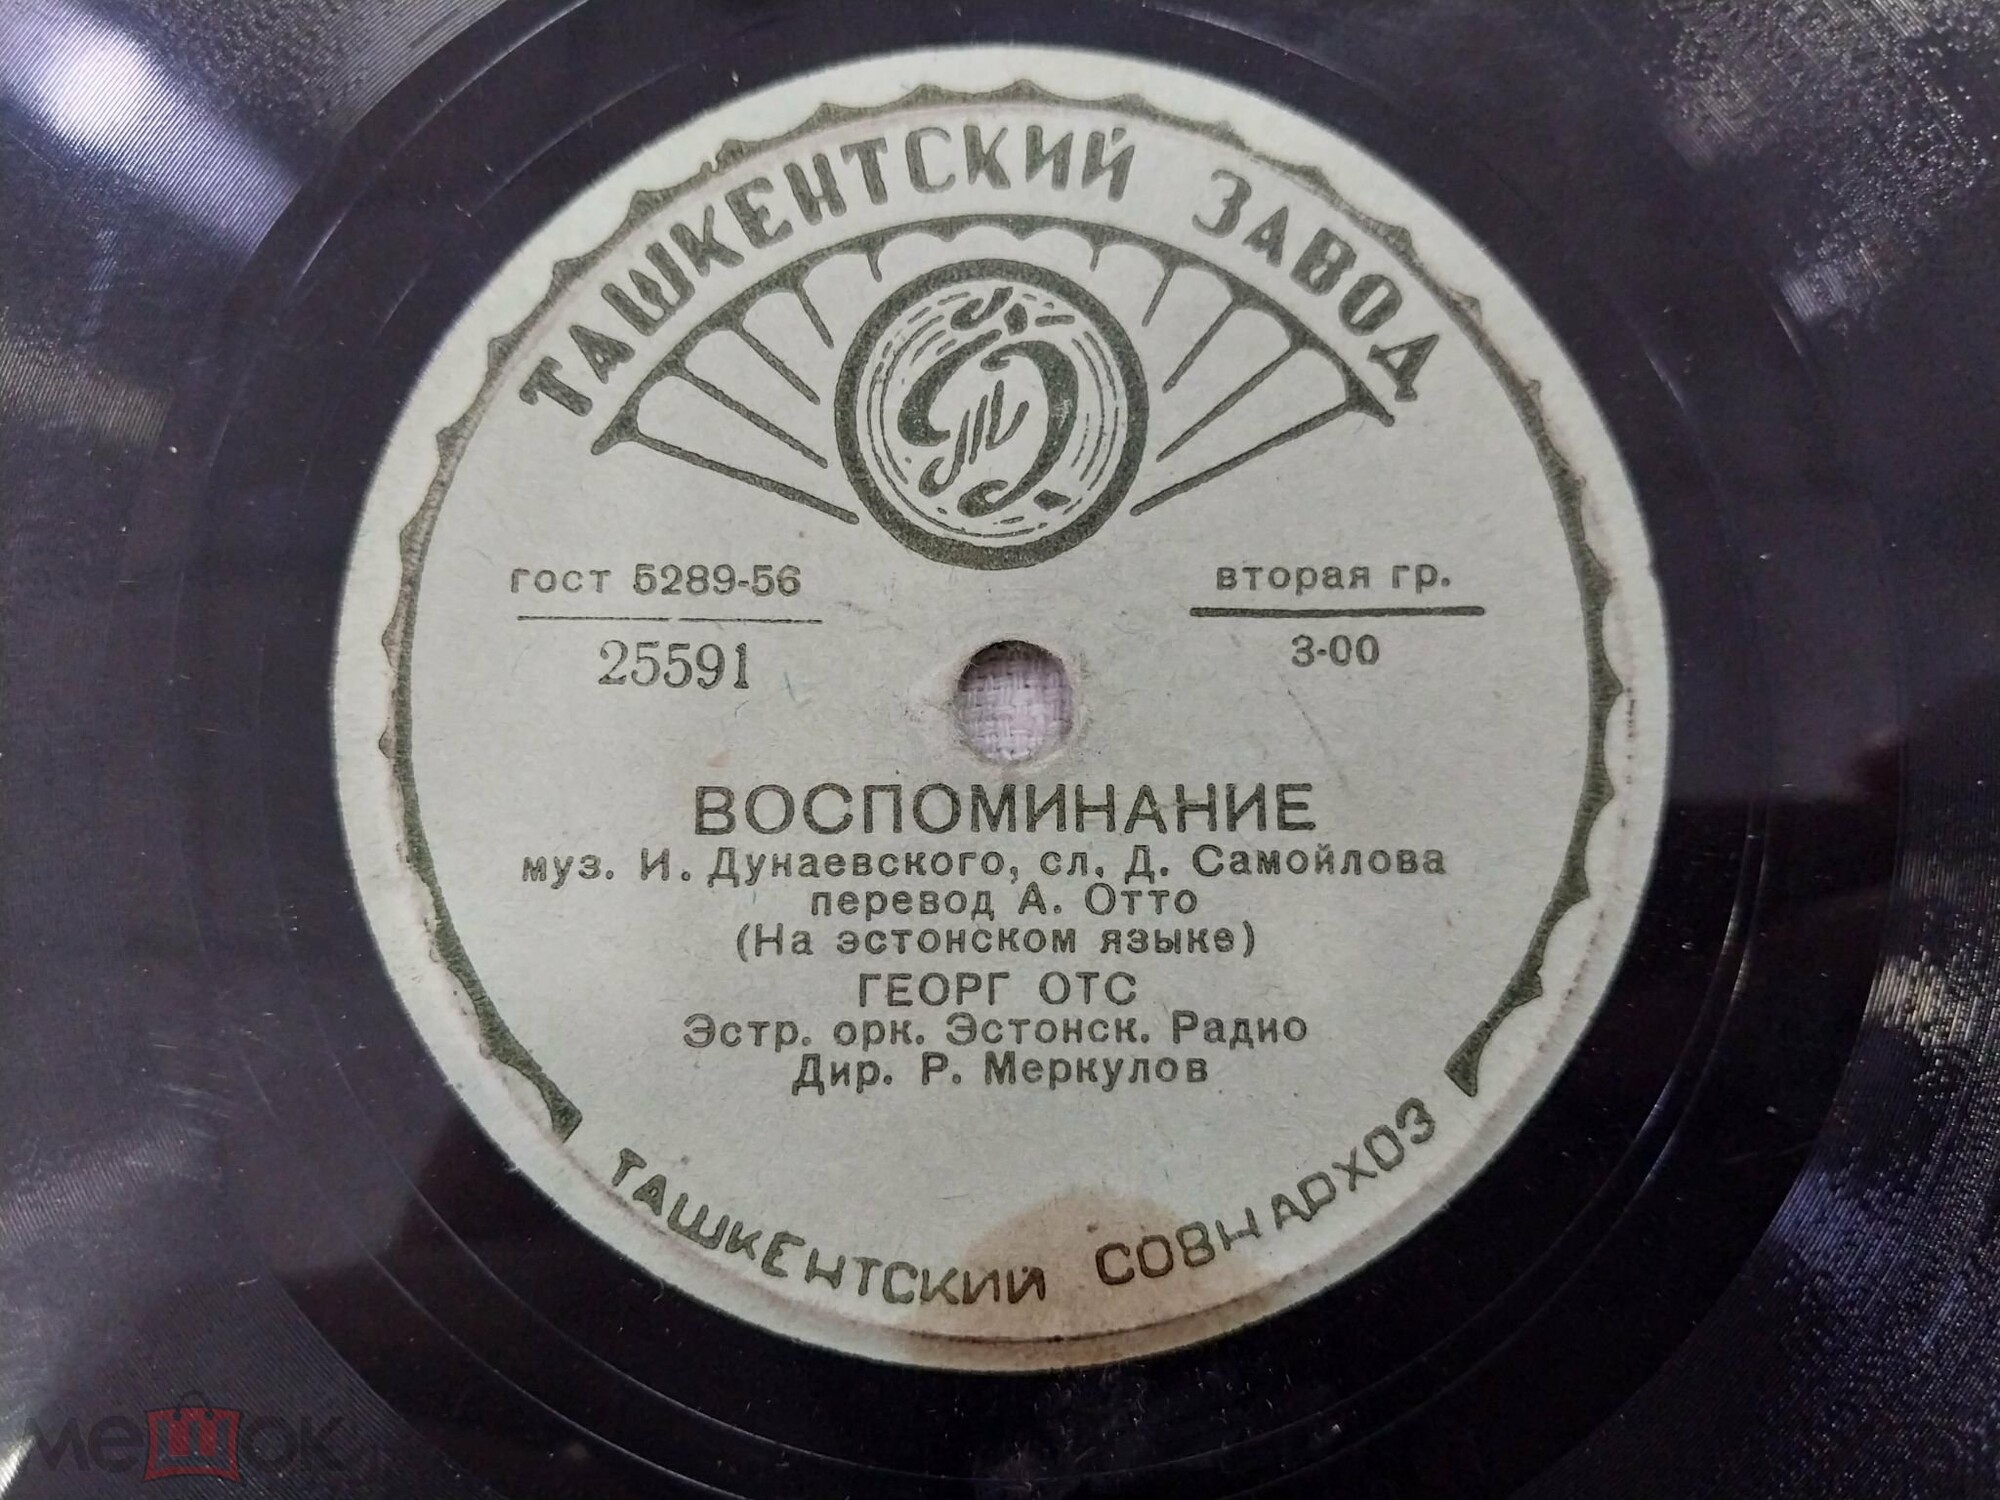 ТАШКЕНТСКИЙ ЗАВОД
гост 5289-56
вторая гр.
25591
3-00
ВОСПОМИНАНИЕ
муз. И. Дунаевского, сл. Д. Самойлова
перевод А. Отто
(На эстонском языке)
ГЕОРГ ОТС
Эстр. орк. Эстонск. Радио
Дир. Р. Меркулов
ТАШКЕНТСКИЙ СОВНАРХОЗ
мешок